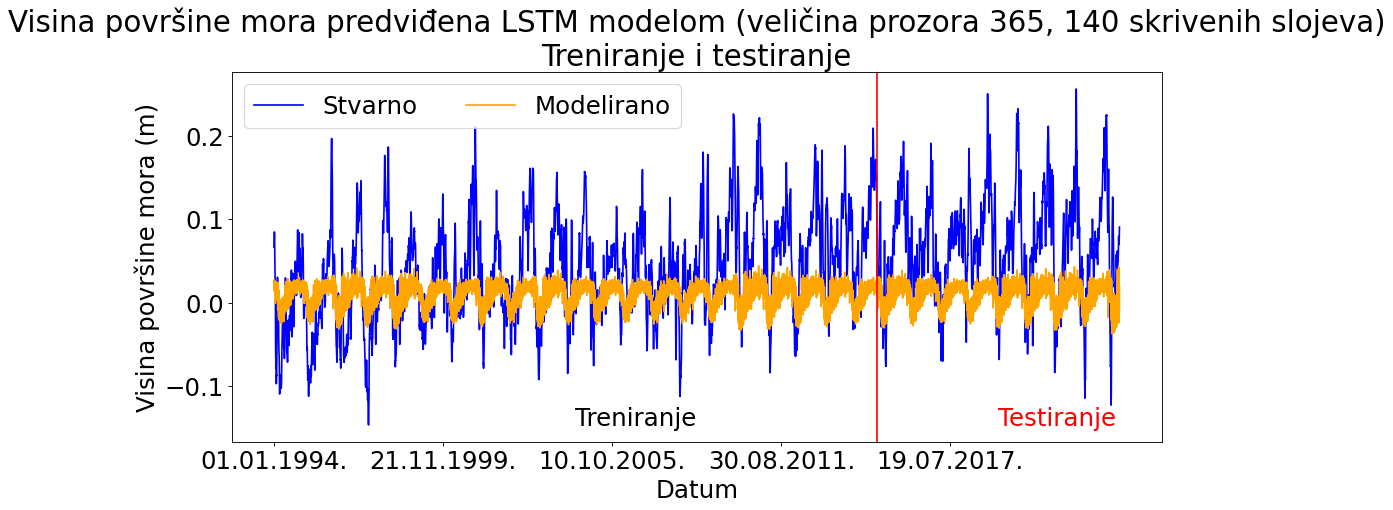 Visina površine mora predviđena LSTM modelom (veličina prozora 365, 140 skrivenih slojeva)
Treniranje i testiranje
Stvarno Modelirano
Visina površine mora (m)
0.2
0.1
0.0
−0.1
Treniranje Testiranje
01.01.1994. 21.11.1999. 10.10.2005. 30.08.2011. 19.07.2017.
Datum